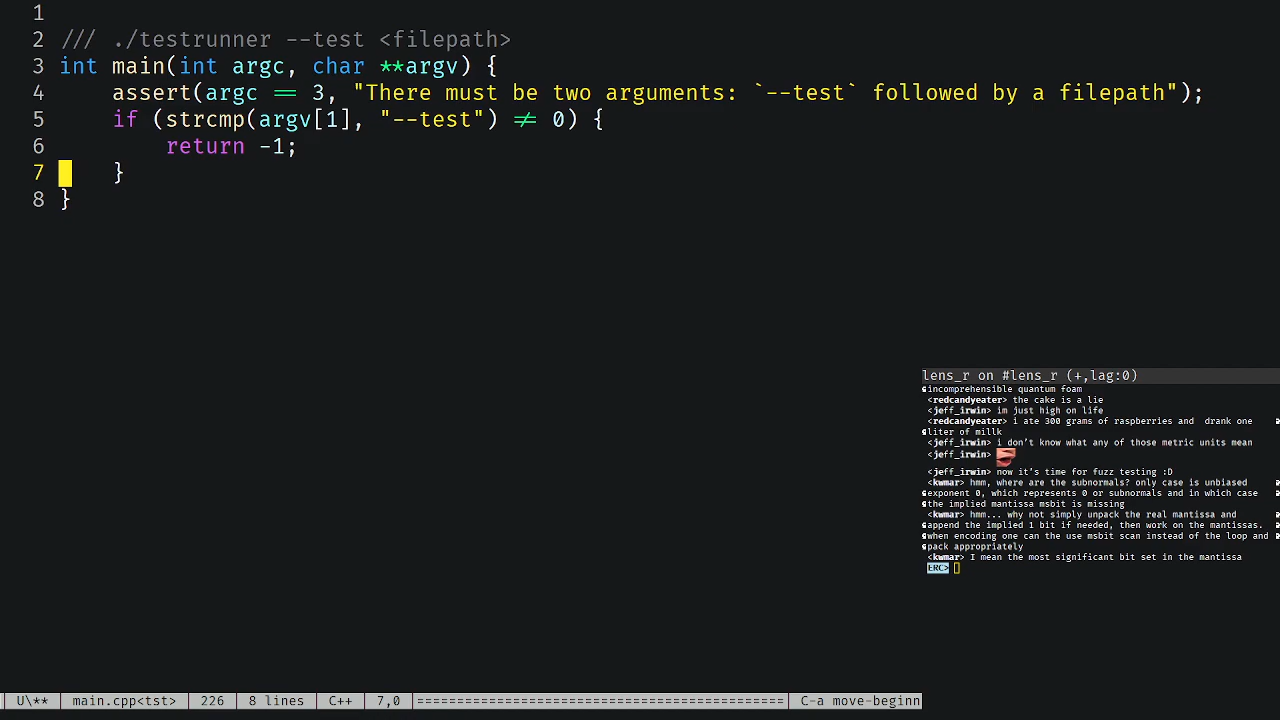 1
2 /// ./testrunner --test <filepath>
3 int main(int argc, char **argv) {
4 assert(argc == 3, "There must be two arguments: `--test` followed by a filepath");
5 if (strcmp(argv[1], "--test") != 0) {
6 return -1;
7 }
8 }
lens_r on #lens_r (+,lag:0)
incomprehensible quantum foam
<redcandyeater> the cake is a lie
<jeff_irwin> im just high on life
<redcandyeater> i ate 300 grams of raspberries and drank one
liter of millk
<jeff_irwin> i don't know what any of those metric units mean
<jeff_irwin>
<jeff_irwin> now it's time for fuzz testing :D
<kwmar> hmm, where are the subnormals? only case is unbiased
exponent 0, which represents 0 or subnormals and in which case
the implied mantissa msbit is missing
<kwmar> hmm... why not simply unpack the real mantissa and
append the implied 1 bit if needed, then work on the mantissas.
when encoding one can the use msbit scan instead of the loop and
pack appropriately
<kwmar> I mean the most significant bit set in the mantissa
ERC>
U\** main.cpp<tst> 226 8 lines C++ 7,0 ==================================== C-a move-beginn